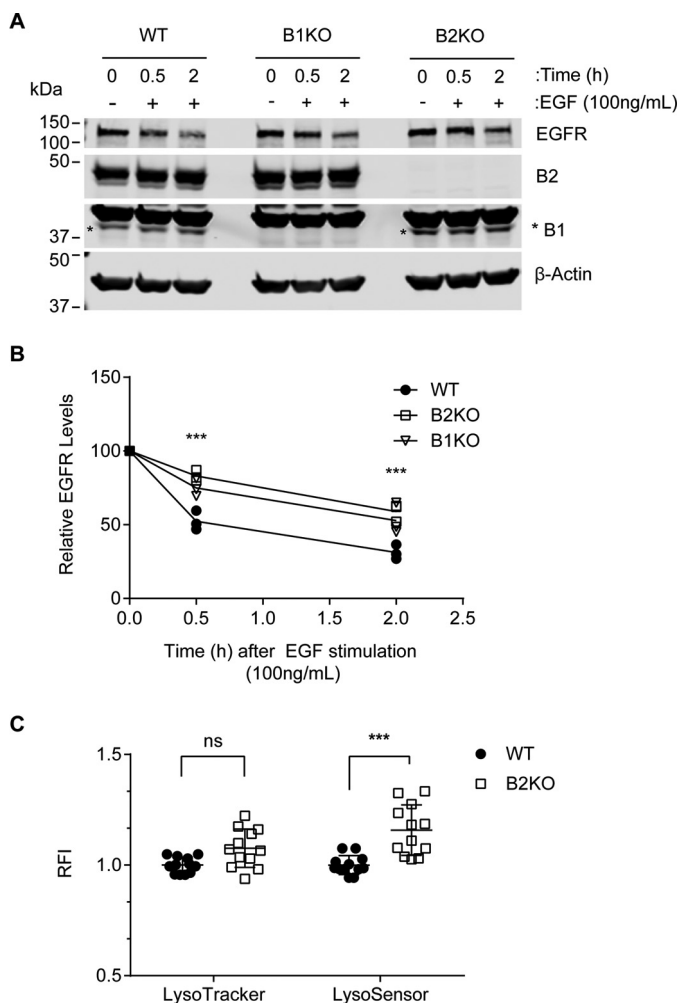 A
WT B1KO B2KO
0 0.5 2 0 0.5 2 0 0.5 2 :Time (h)
kDa
- + + - + + - + + :EGF (100ng/mL)
150
100
EGFR
50
B2
37
* * * B1
50
37
β-Actin
B
150
100
50
0
Relative EGFR Levels
*** ***
WT
B2KO
B1KO
0.0 0.5 1.0 1.5 2.0 2.5
Time (h) after EGF stimulation
(100ng/mL)
C
1.5
1.0
0.5
RFI
ns ***
WT
B2KO
LysoTracker LysoSensor